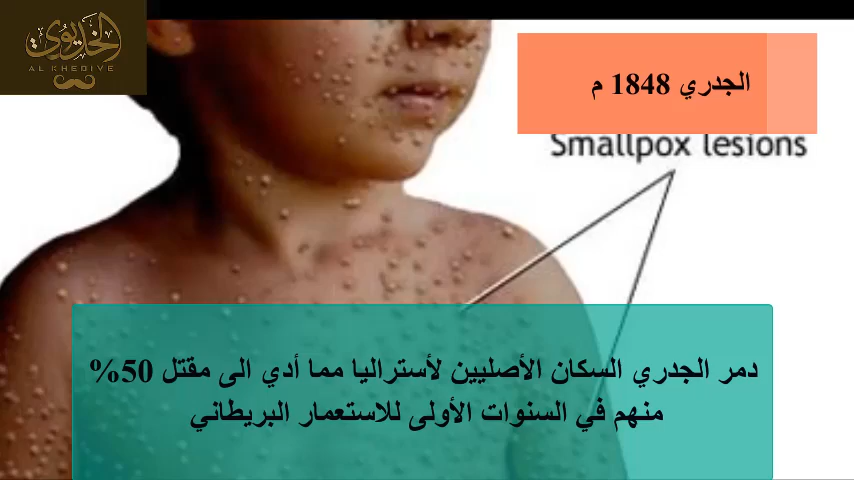 الخديوي
AL KHEDIVE
الجدري 1848 م
Smallpox lesions
دمر الجدري السكان الأصليين لأستراليا مما أدي الى مقتل 50%
منهم في السنوات الأولى للاستعمار البريطاني